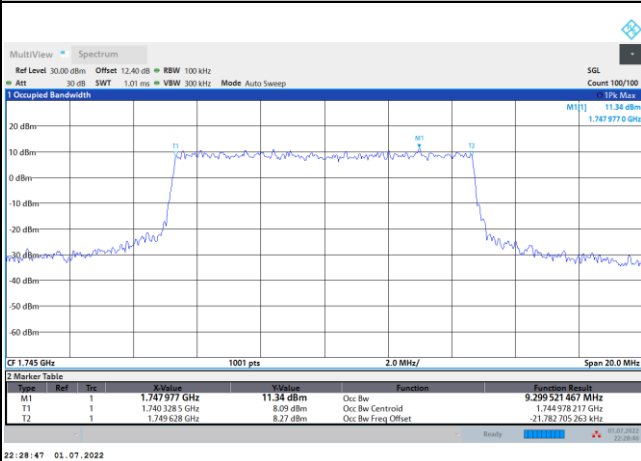 MultiView Spectrum
Ref Level 30.00 dBm Offset 12.40 dB RBW 100 kHz SGL
Att 30 dB SWT 1.01 ms VBW 300 kHz Mode Auto Sweep Count 100/100
1 Occupied Bandwidth 1Pk Max
M1[1] 11.34 dBm
1.747 977 0 GHz
20 dBm
M1
T1 T2
10 dBm
0 dBm
-10 dBm
-20 dBm
-30 dBm
-40 dBm
-50 dBm
-60 dBm
CF 1.745 GHz 1001 pts 2.0 MHz/ Span 20.0 MHz
2 Marker Table
Type Ref Trc X-Value Y-Value Function Function Result
M1 1 1.747 977 GHz 11.34 dBm Occ Bw 9.299 521 467 MHz
T1 1 1.740 328 5 GHz 8.09 dBm Occ Bw Centroid 1.744 978 217 GHz
T2 1 1.749 628 GHz 8.27 dBm Occ Bw Freq Offset -21.782 705 263 kHz
Ready 01.07.2022
22:28:46
22:28:47 01.07.2022